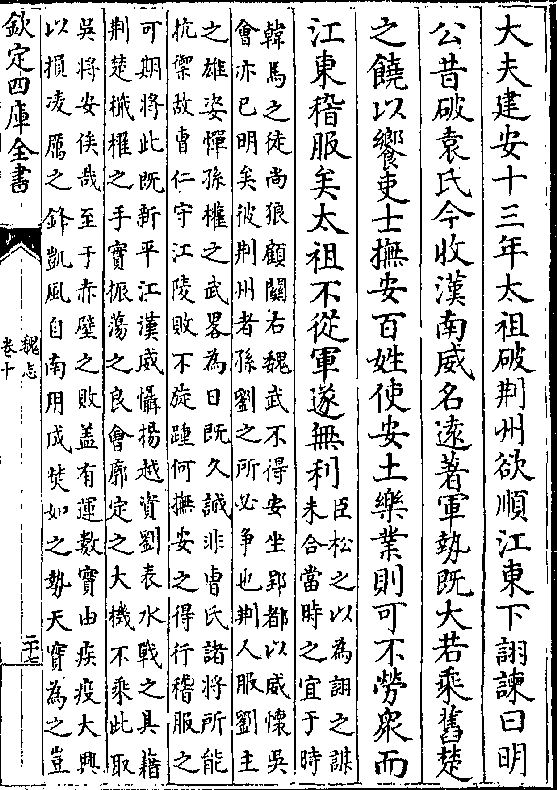 大夫建安十三年太祖破荆州欲順江東下詡諫曰明
公昔破袁氏今收漢南威名遠著軍勢既大若乘舊楚
之饒以饗吏士撫安百姓使安土樂業則可不勞衆而
江東稽服矣太祖不從軍遂無利
臣松之以為詡之謀
未合當時之宜于時
韓馬之徒尚狼顧關右魏武不得安坐郢都以威懷吳
會亦已明矣彼荆州者孫劉之所必爭也荆人服劉主
之雄姿憚孫權之武畧為日既久誠非曹氏諸將所能
抗禦故曹仁守江陵敗不旋踵何撫安之得行稽服之
可期將此既新平江漢威懾揚越資劉表水戰之具藉
荆楚檝櫂之手實振蕩之良會廓定之大機不乘此取
吳將安俟哉至于赤壁之敗盖有運數實由疾疫大興
以損凌厲之鋒凱風自南用成焚如之勢天實為之豈
欽定四庫全書
魏志
卷十
二十七